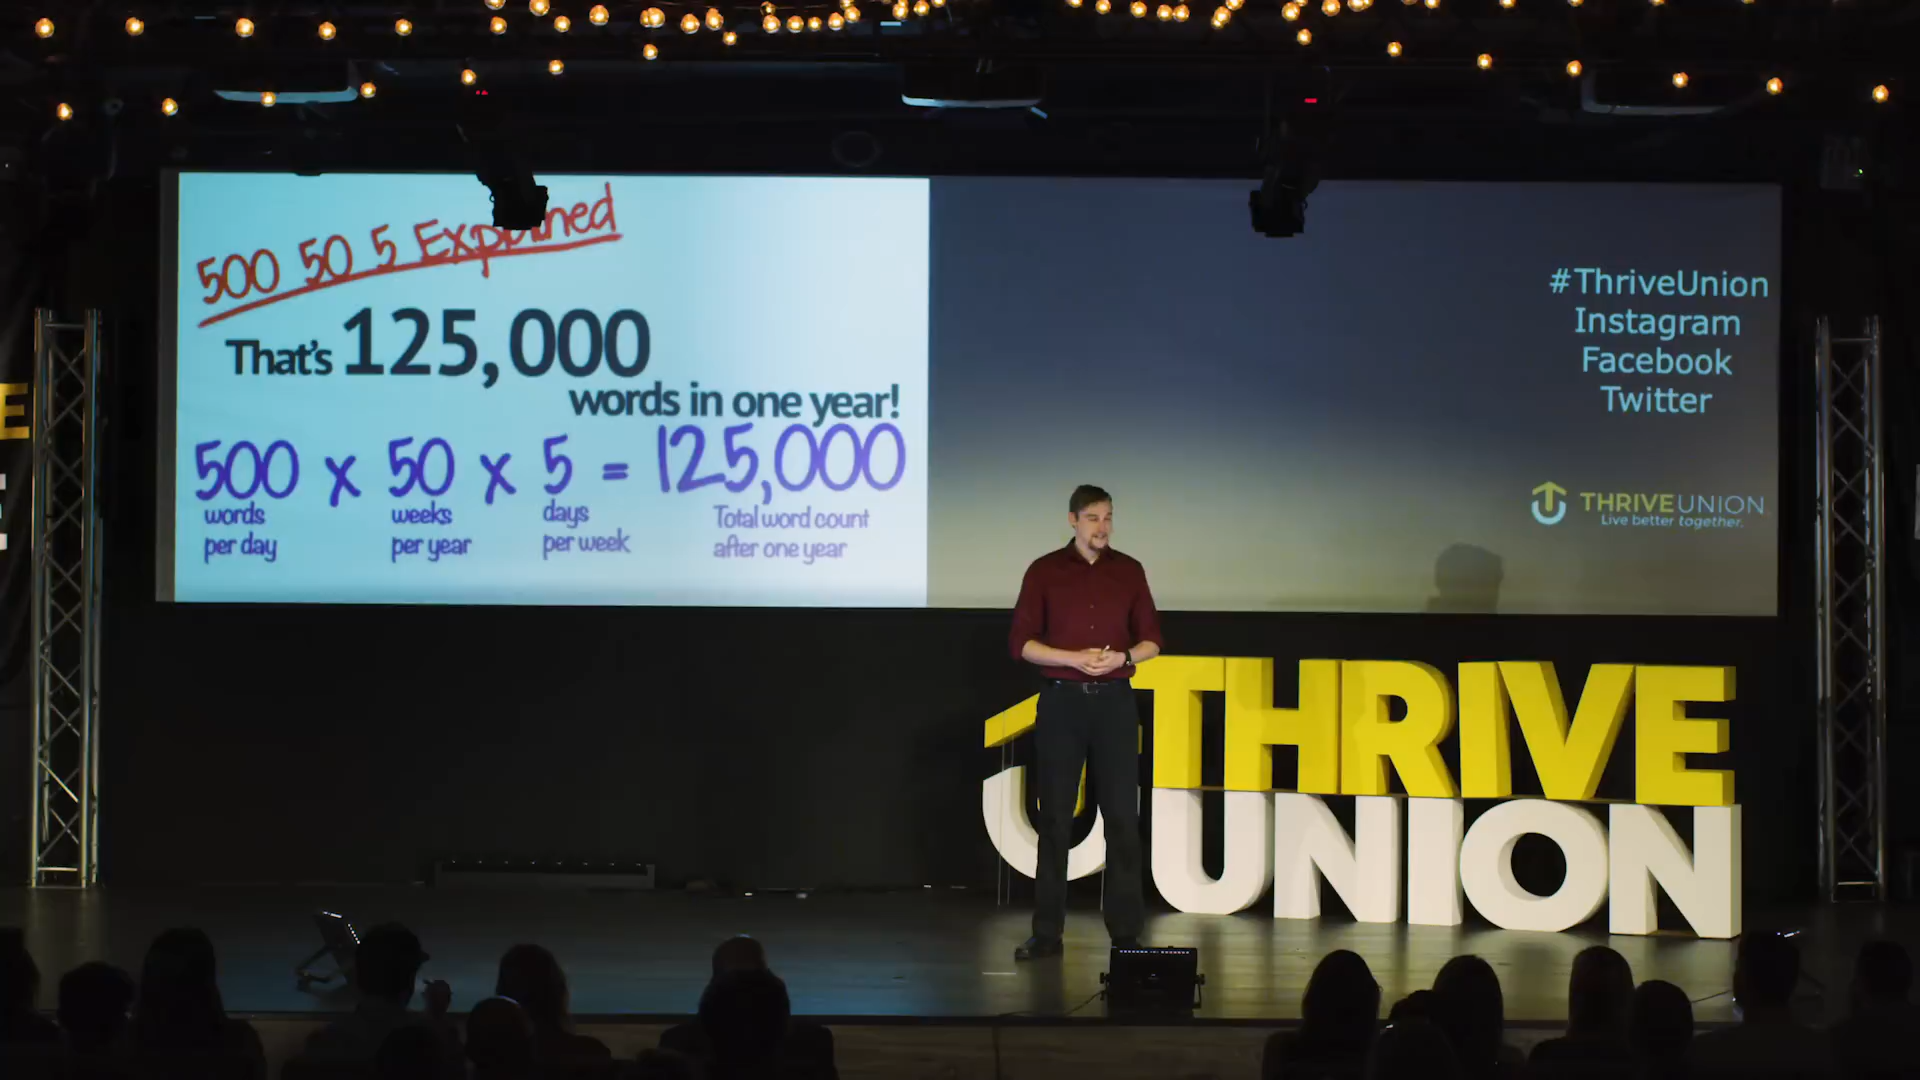 500 50 5 Explained
That's 125,000
words in one year!
500 x 50 x 5 = 125,000
words per day
weeks per year
days per week
Total word count after one year
#ThriveUnion
Instagram
Facebook
Twitter
THRIVEUNION
Live better together.
THRIVE
UNION
E
E